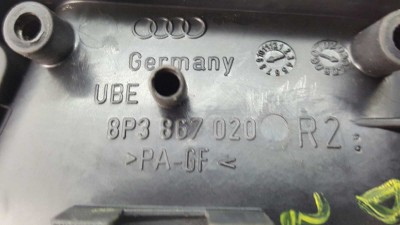 Germany
UBE
8P3 867 020 R2:
>PA-GF<